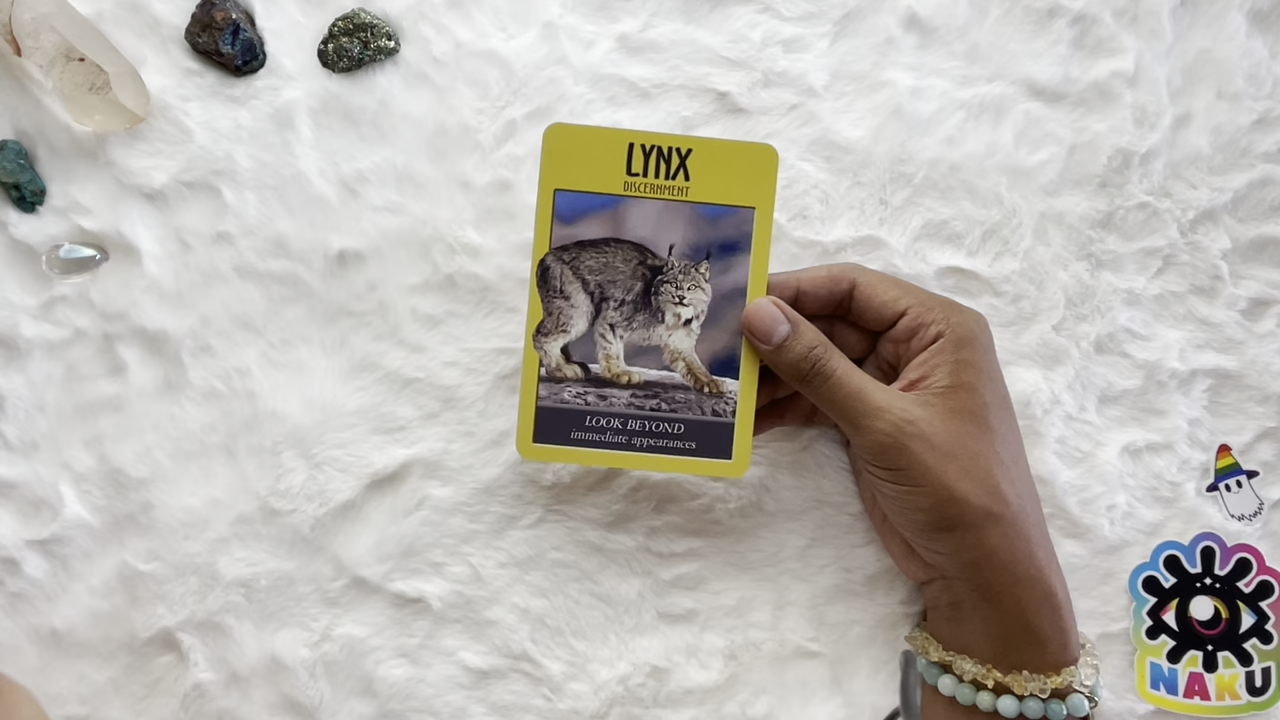 LYNX
DISCERNMENT
LOOK BEYOND
immediate appearances
NAKU